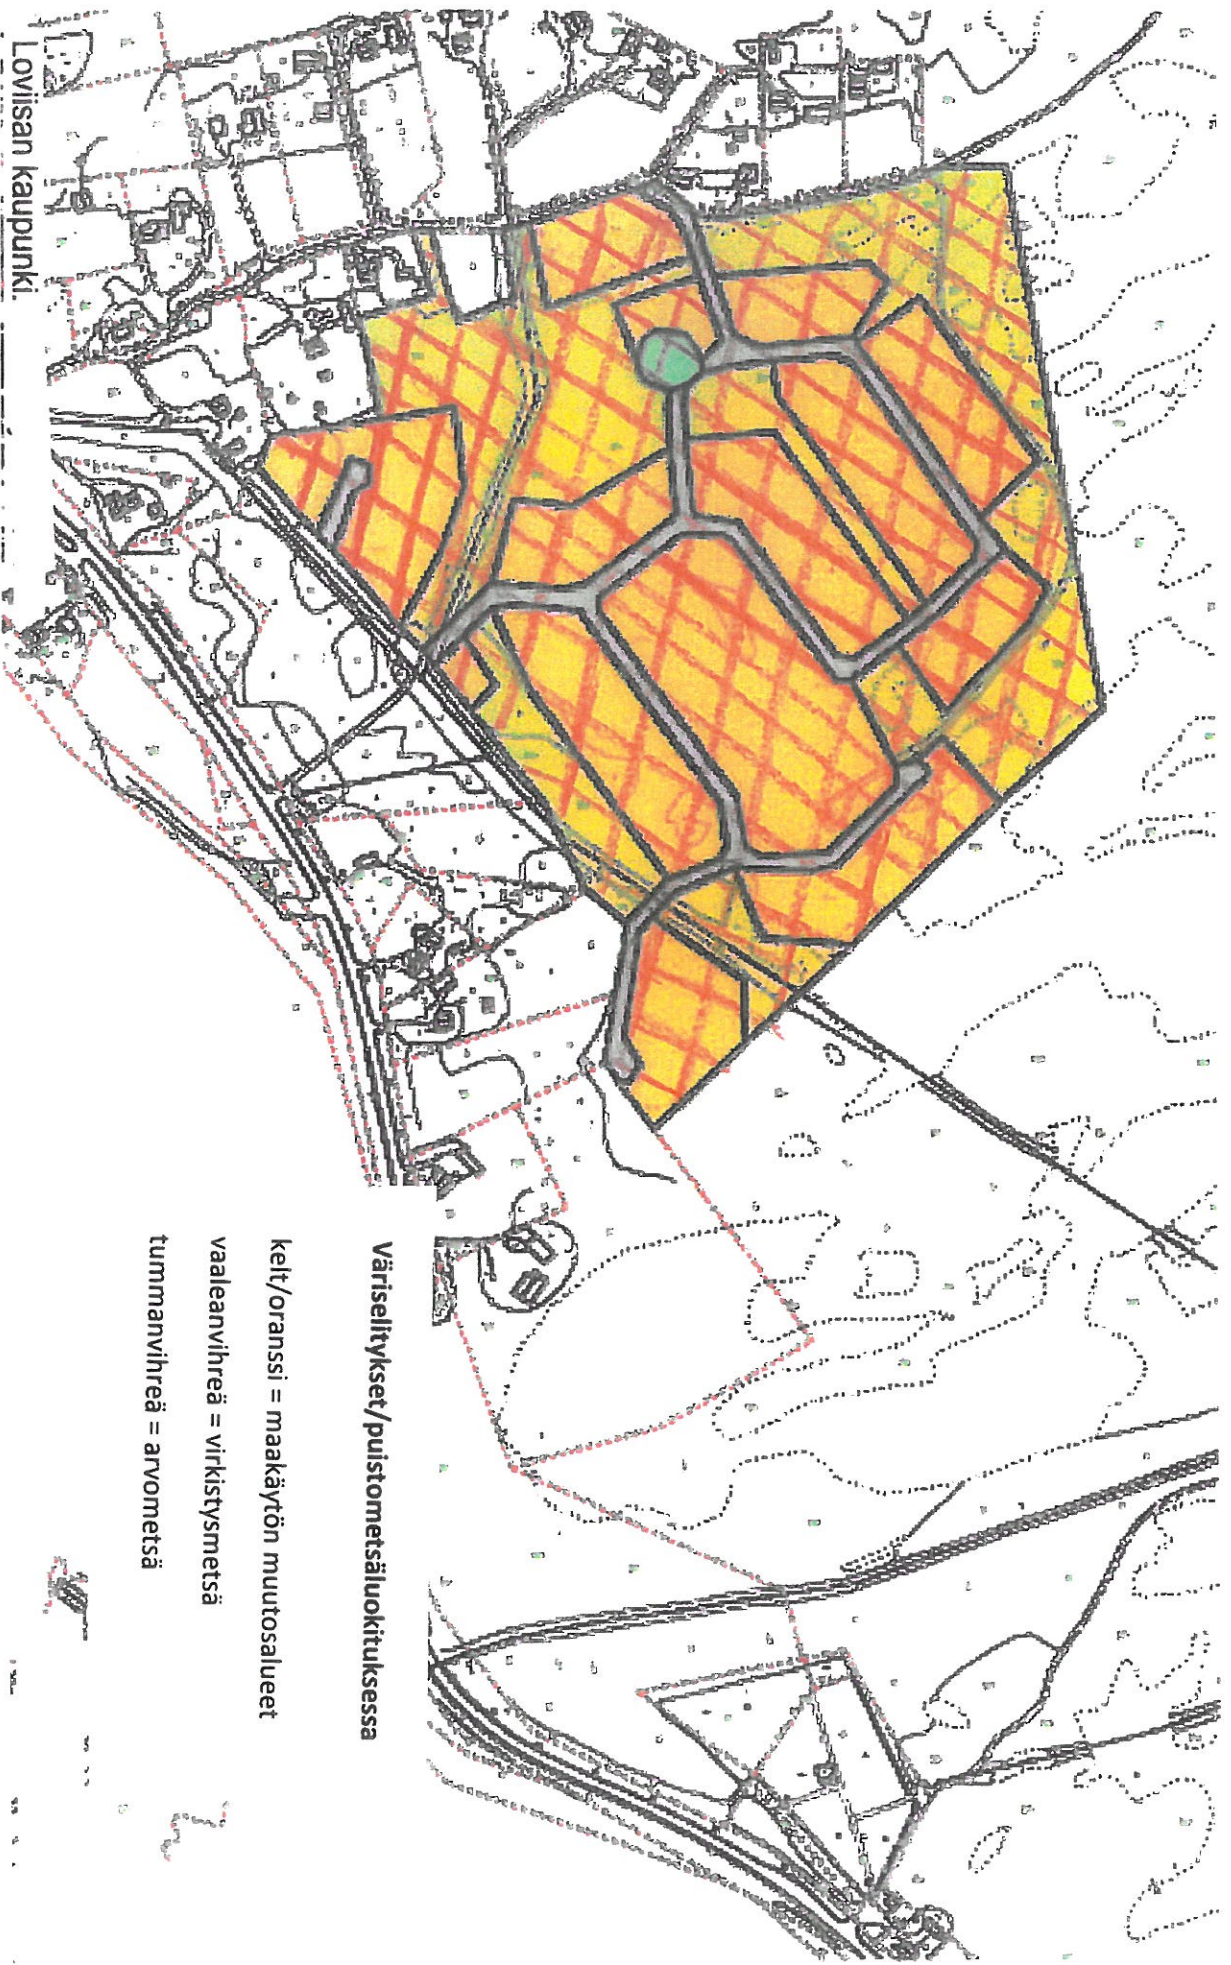 Väriselitykset/puistometsäluokituksessa
kelt/oranssi = maakäytön muutosalueet
vaaleanvihreä = virkistysmetsä
tummanvihreä = arvometsä
Loviisan kaupunki.